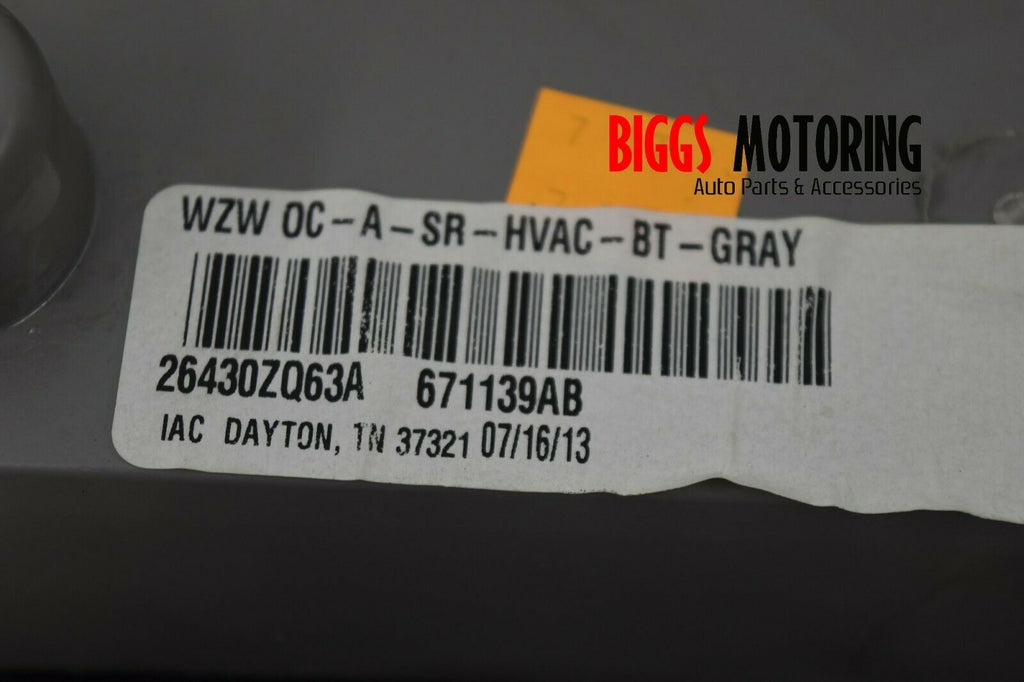 BIGGS MOTORING
Auto Parts & Accessories
WZW OC-A-SR-HVAC-BT-GRAY
26430ZQ63A 671139AB
IAC DAYTON, TN 37321 07/16/13